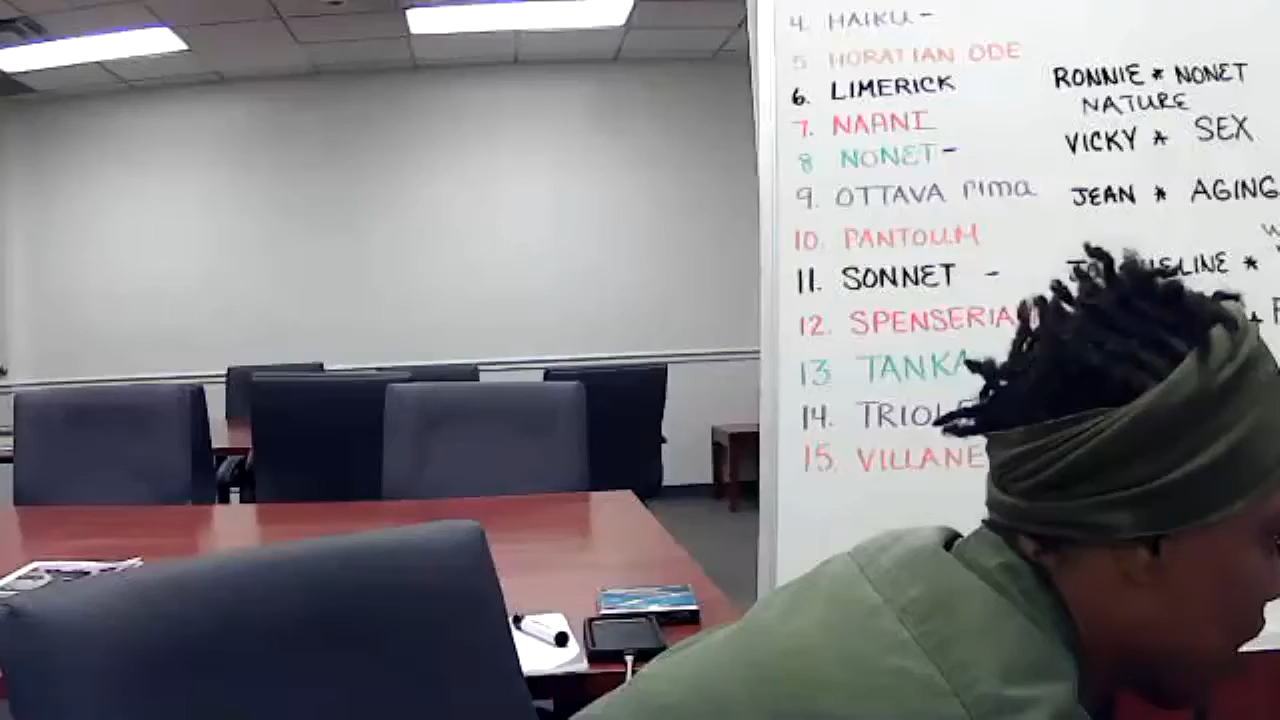 4. HAIKU -
5 HORATIAN ODE
6. LIMERICK
7. NAANI
8 NONET -
9. OTTAVA rima
10. PANTOUM
11. SONNET -
12. SPENSERIA
13 TANKA
14. TRIOLE
15. VILLANE
RONNIE * NONET
NATURE
VICKY * SEX
JEAN * AGING